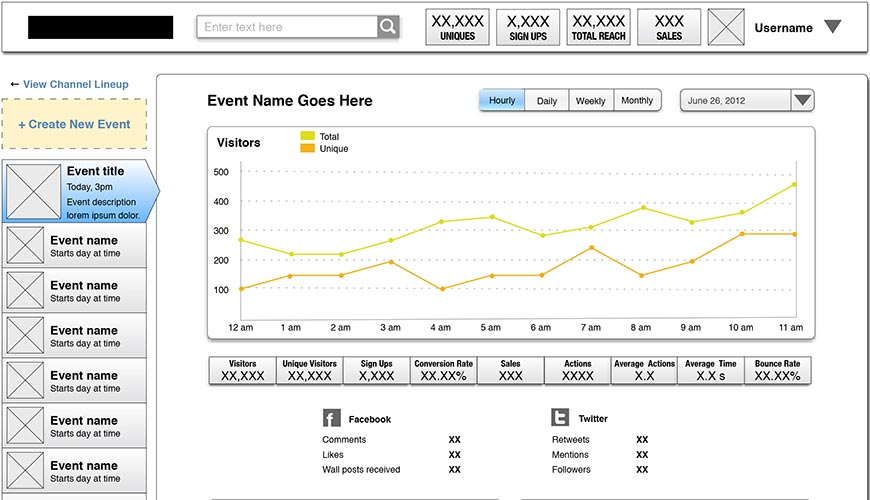 Enter text here
XX,XXX
UNIQUES
X,XXX
SIGN UPS
XX,XXX
TOTAL REACH
XXX
SALES
Username
← View Channel Lineup
+ Create New Event
Event title
Today, 3pm
Event description
lorem ipsum dolor.
Event name
Starts day at time
Event name
Starts day at time
Event name
Starts day at time
Event name
Starts day at time
Event name
Starts day at time
Event name
Starts day at time
Event Name Goes Here
Hourly Daily Weekly Monthly
June 26, 2012
Visitors
Total
Unique
500
400
300
200
100
12 am 1 am 2 am 3 am 4 am 5 am 6 am 7 am 8 am 9 am 10 am 11 am
Visitors Unique Visitors Sign Ups Conversion Rate Sales Actions Average Actions Average Time Bounce Rate
XX,XXX XX,XXX X,XXX XX.XX% XXX XXXX X.X X.X s XX.XX%
f Facebook
Comments XX
Likes XX
Wall posts received XX
t Twitter
Retweets XX
Mentions XX
Followers XX